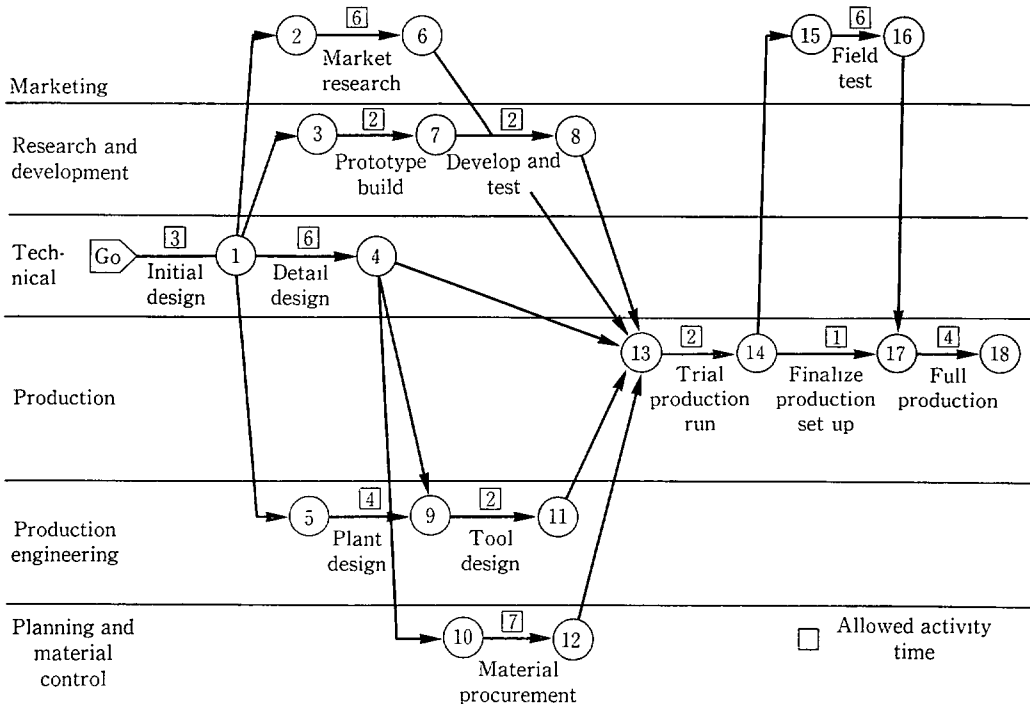 6
2
6
15
6
16
Market
research
Field
test
Marketing
3
2
7
2
8
Research and
development
Prototype
build
Develop and
test
Tech-
nical
Go
3
1
6
4
Initial
design
Detail
design
13
2
14
1
17
4
18
Trial
production
run
Finalize
production
set up
Full
production
Production
5
4
9
2
11
Production
engineering
Plant
design
Tool
design
Planning and
material
control
10
7
12
Material
procurement
Allowed activity
time